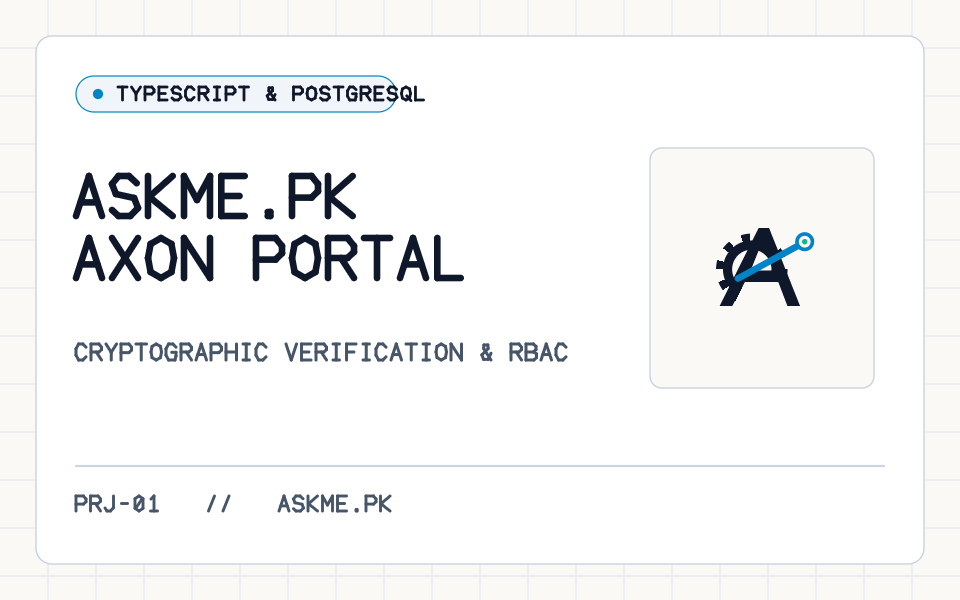 TYPESCRIPT & POSTGRESQL
ASKME.PK
AXON PORTAL
CRYPTOGRAPHIC VERIFICATION & RBAC
PRJ-01 // ASKME.PK